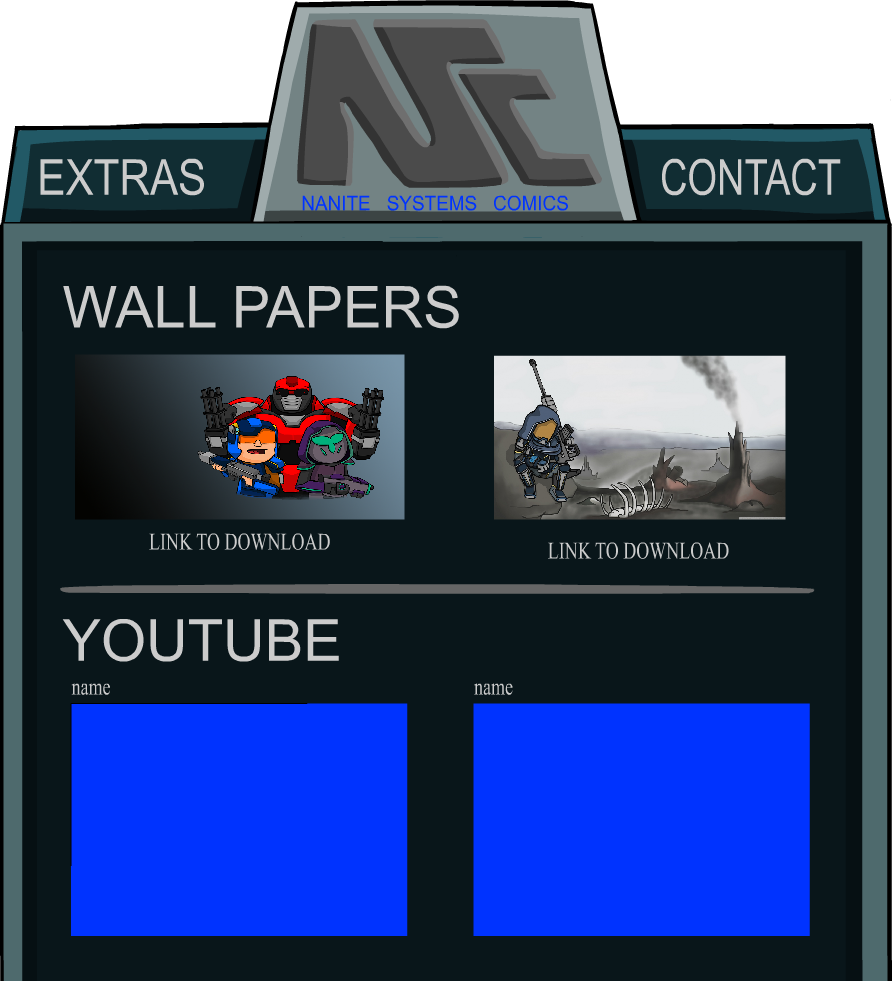 NSC
EXTRAS
CONTACT
NANITE SYSTEMS COMICS
WALL PAPERS
LINK TO DOWNLOAD
LINK TO DOWNLOAD
YOUTUBE
name
name